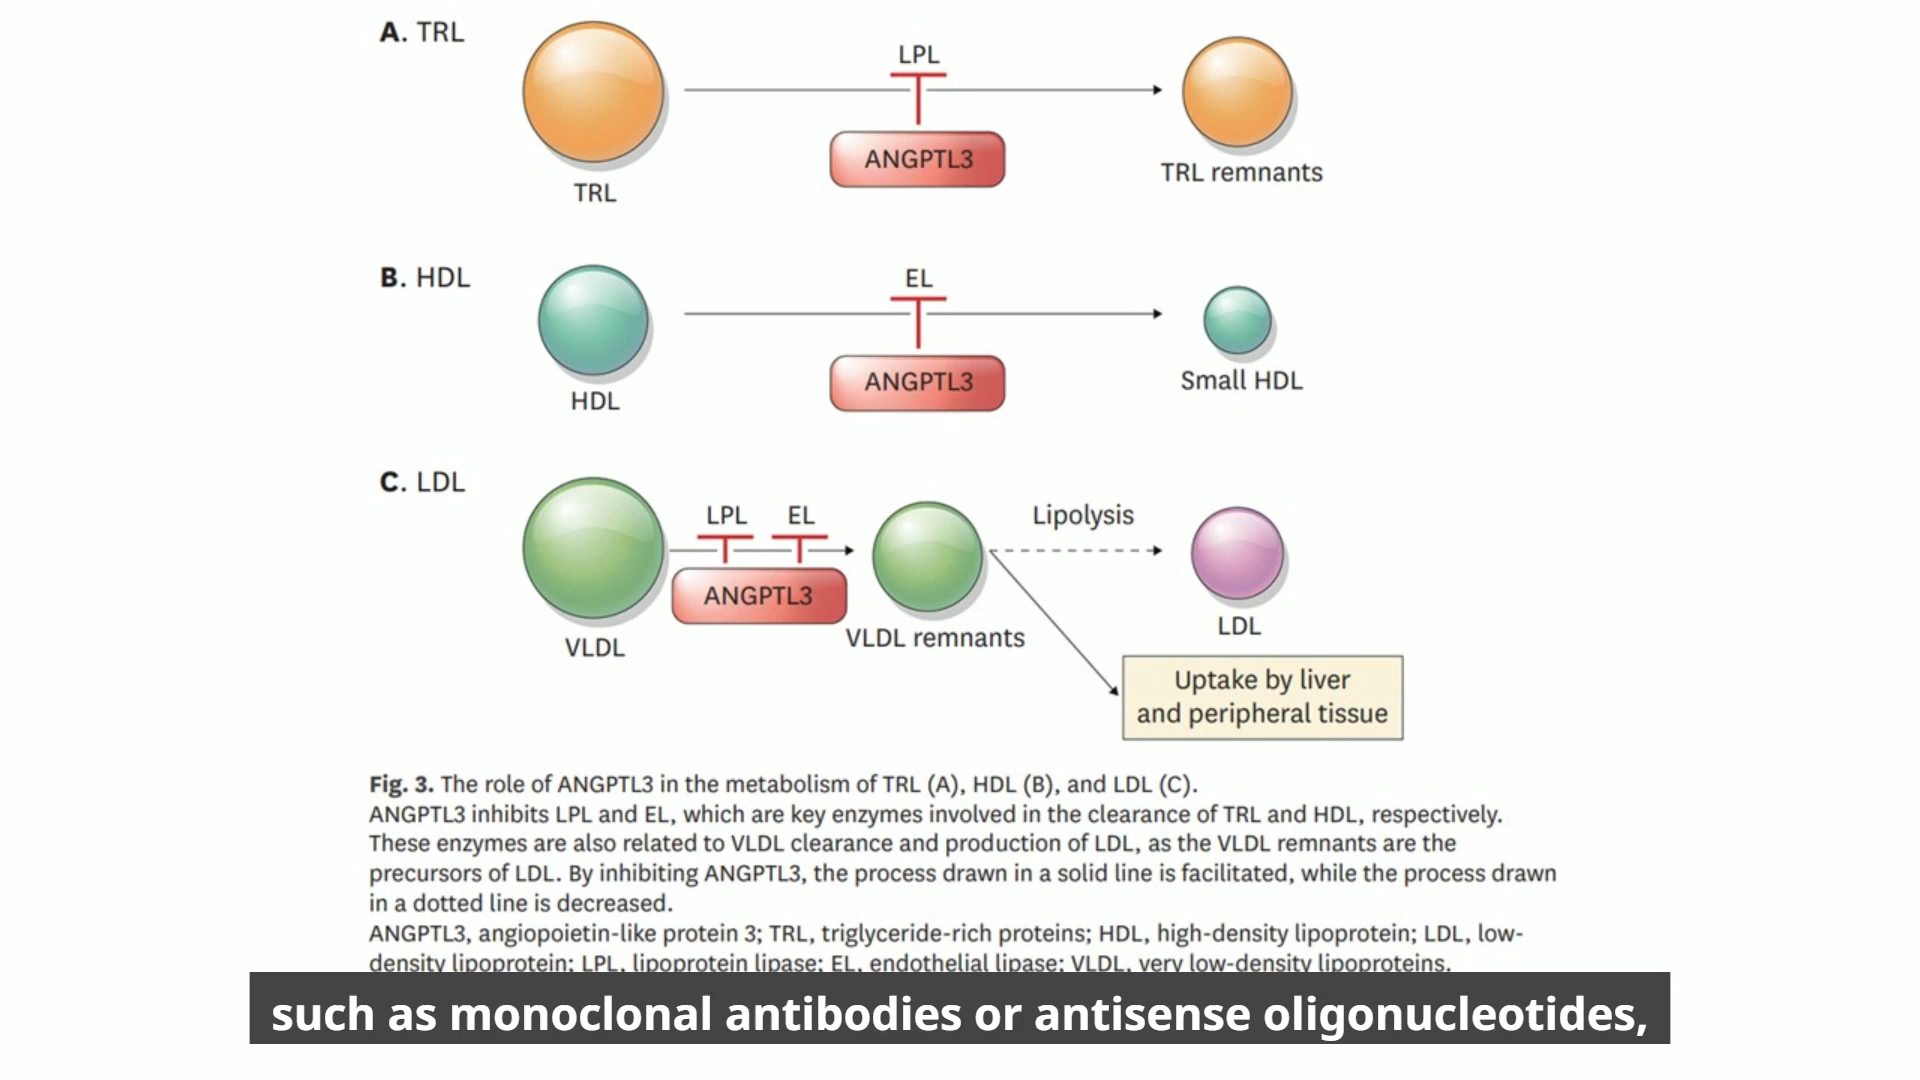 A. TRL
LPL
ANGPTL3
TRL
TRL remnants
B. HDL
EL
ANGPTL3
HDL
Small HDL
C. LDL
LPL EL
Lipolysis
ANGPTL3
VLDL
VLDL remnants
LDL
Uptake by liver
and peripheral tissue
Fig. 3. The role of ANGPTL3 in the metabolism of TRL (A), HDL (B), and LDL (C).
ANGPTL3 inhibits LPL and EL, which are key enzymes involved in the clearance of TRL and HDL, respectively.
These enzymes are also related to VLDL clearance and production of LDL, as the VLDL remnants are the
precursors of LDL. By inhibiting ANGPTL3, the process drawn in a solid line is facilitated, while the process drawn
in a dotted line is decreased.
ANGPTL3, angiopoietin-like protein 3; TRL, triglyceride-rich proteins; HDL, high-density lipoprotein; LDL, low-
density lipoprotein; LPL, lipoprotein lipase; EL, endothelial lipase; VLDL, very low-density lipoproteins.
such as monoclonal antibodies or antisense oligonucleotides,